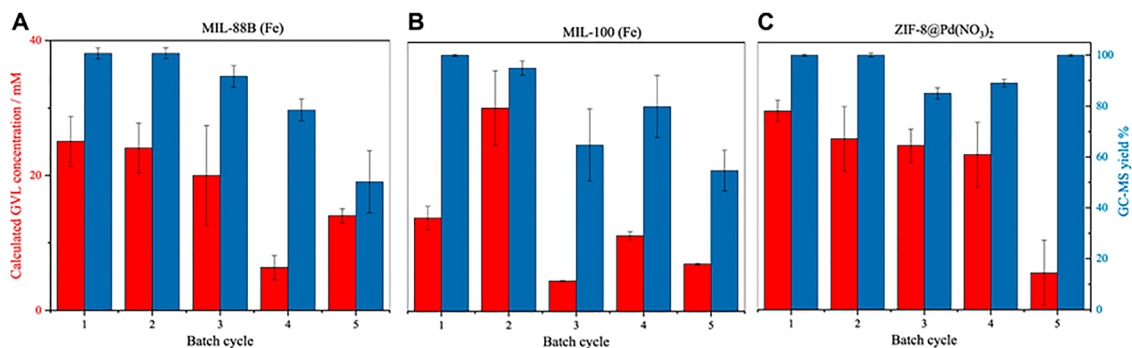 A
MIL-88B (Fe)
B
MIL-100 (Fe)
C
ZIF-8@Pd(NO₃)₂
Calculated GVL concentration / mM
40
20
0
1 2 3 4 5
Batch cycle
1 2 3 4 5
Batch cycle
1 2 3 4 5
Batch cycle
100
80
60
40
20
0
GC-MS yield %